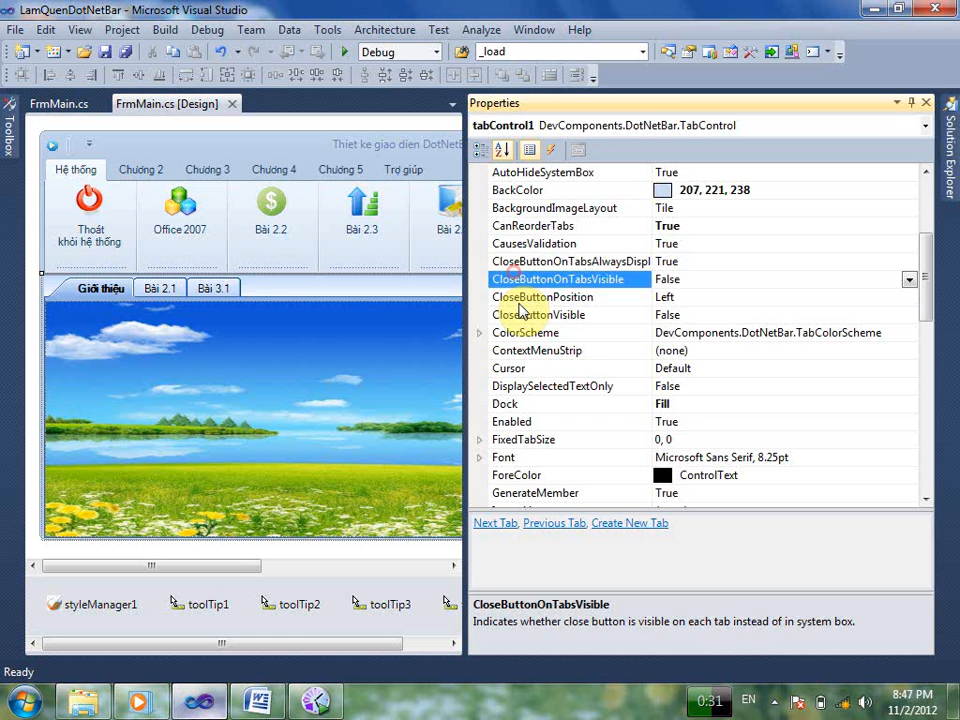 LamQuenDotNetBar - Microsoft Visual Studio
File Edit View Project Build Debug Team Data Tools Architecture Test Analyze Window Help
Debug _load
FrmMain.cs FrmMain.cs [Design]
Toolbox
Thiet ke giao dien DotNetB
Hệ thống Chương 2 Chương 3 Chương 4 Chương 5 Trợ giúp
Thoát
khỏi hệ thống
Office 2007
Bài 2.2
Bài 2.3
Bài 2.
Giới thiệu Bài 2.1 Bài 3.1
styleManager1 toolTip1 toolTip2 toolTip3
Properties
tabControl1 DevComponents.DotNetBar.TabControl
AutoHideSystemBox True
BackColor 207, 221, 238
BackgroundImageLayout Tile
CanReorderTabs True
CausesValidation True
CloseButtonOnTabsAlwaysDispl True
CloseButtonOnTabsVisible False
CloseButtonPosition Left
CloseButtonVisible False
ColorScheme DevComponents.DotNetBar.TabColorScheme
ContextMenuStrip (none)
Cursor Default
DisplaySelectedTextOnly False
Dock Fill
Enabled True
FixedTabSize 0, 0
Font Microsoft Sans Serif, 8.25pt
ForeColor ControlText
GenerateMember True
Next Tab, Previous Tab, Create New Tab
CloseButtonOnTabsVisible
Indicates whether close button is visible on each tab instead of in system box.
Solution Explorer
Ready
0:31 EN 8:47 PM
11/2/2012